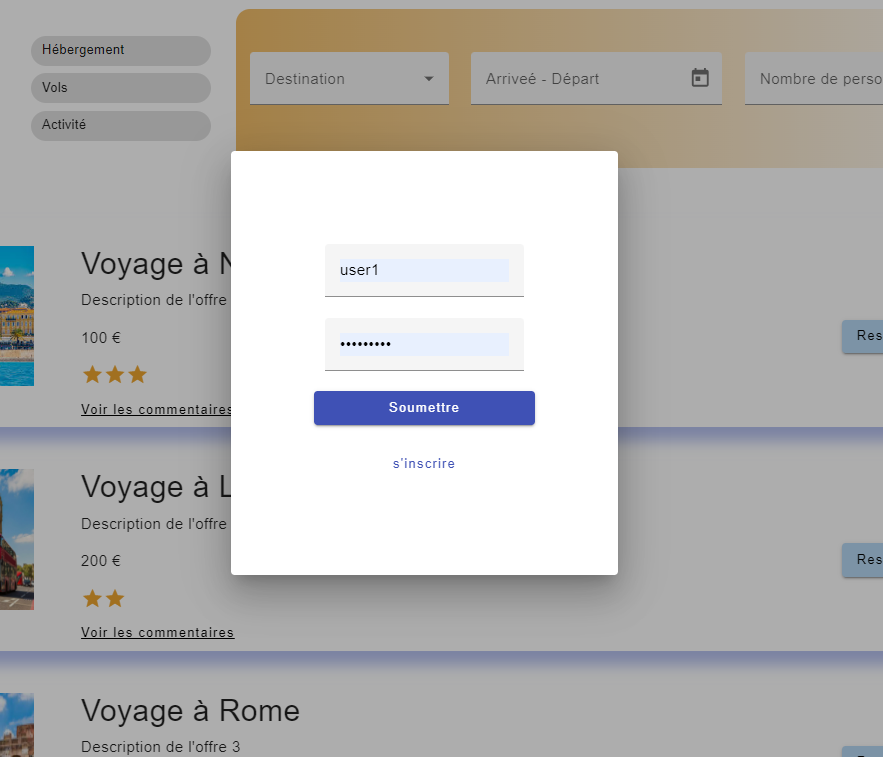 Hébergement
Vols
Activité
Destination
Arriveé - Départ
Nombre de perso
user1
•••••••••
Soumettre
s'inscrire
Voyage à N
Description de l'offre
100 €
Voir les commentaires
Res
Voyage à L
Description de l'offre
200 €
Voir les commentaires
Res
Voyage à Rome
Description de l'offre 3